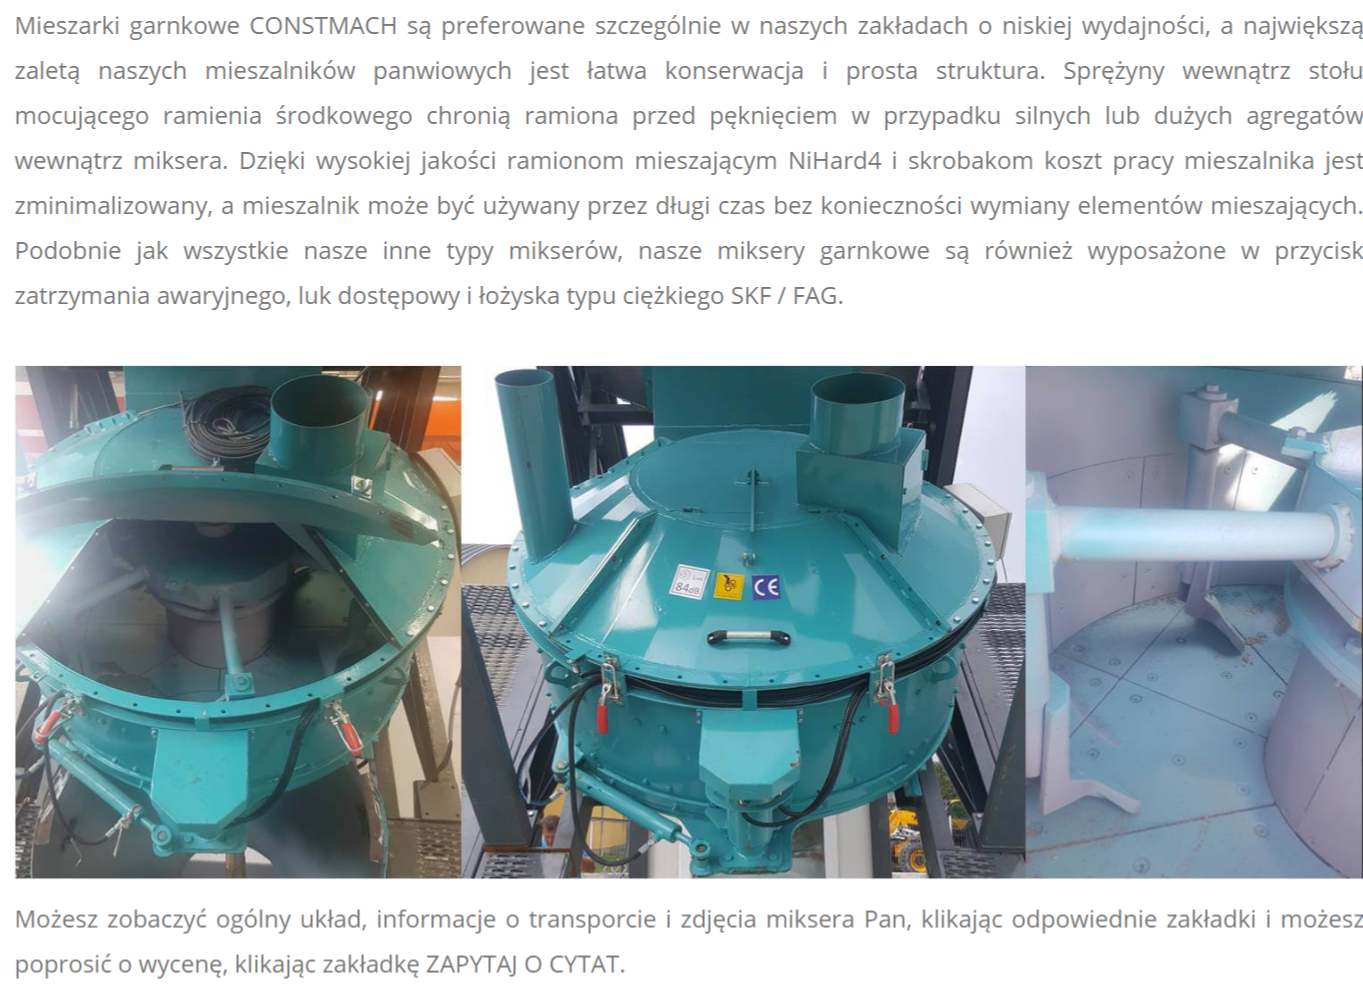 Mieszarki garnkowe CONSTMACH są preferowane szczególnie w naszych zakładach o niskiej wydajności, a największą
zaletą naszych mieszalników panwiowych jest łatwa konserwacja i prosta struktura. Sprężyny wewnątrz stołu
mocującego ramienia środkowego chronią ramiona przed pęknięciem w przypadku silnych lub dużych agregatów
wewnątrz miksera. Dzięki wysokiej jakości ramionom mieszającym NiHard4 i skrobakom koszt pracy mieszalnika jest
zminimalizowany, a mieszalnik może być używany przez długi czas bez konieczności wymiany elementów mieszających.
Podobnie jak wszystkie nasze inne typy mikserów, nasze miksery garnkowe są również wyposażone w przycisk
zatrzymania awaryjnego, luk dostępowy i łożyska typu ciężkiego SKF / FAG.
84dB
CE
Możesz zobaczyć ogólny układ, informacje o transporcie i zdjęcia miksera Pan, klikając odpowiednie zakładki i możesz
poprosić o wycenę, klikając zakładkę ZAPYTAJ O CYTAT.